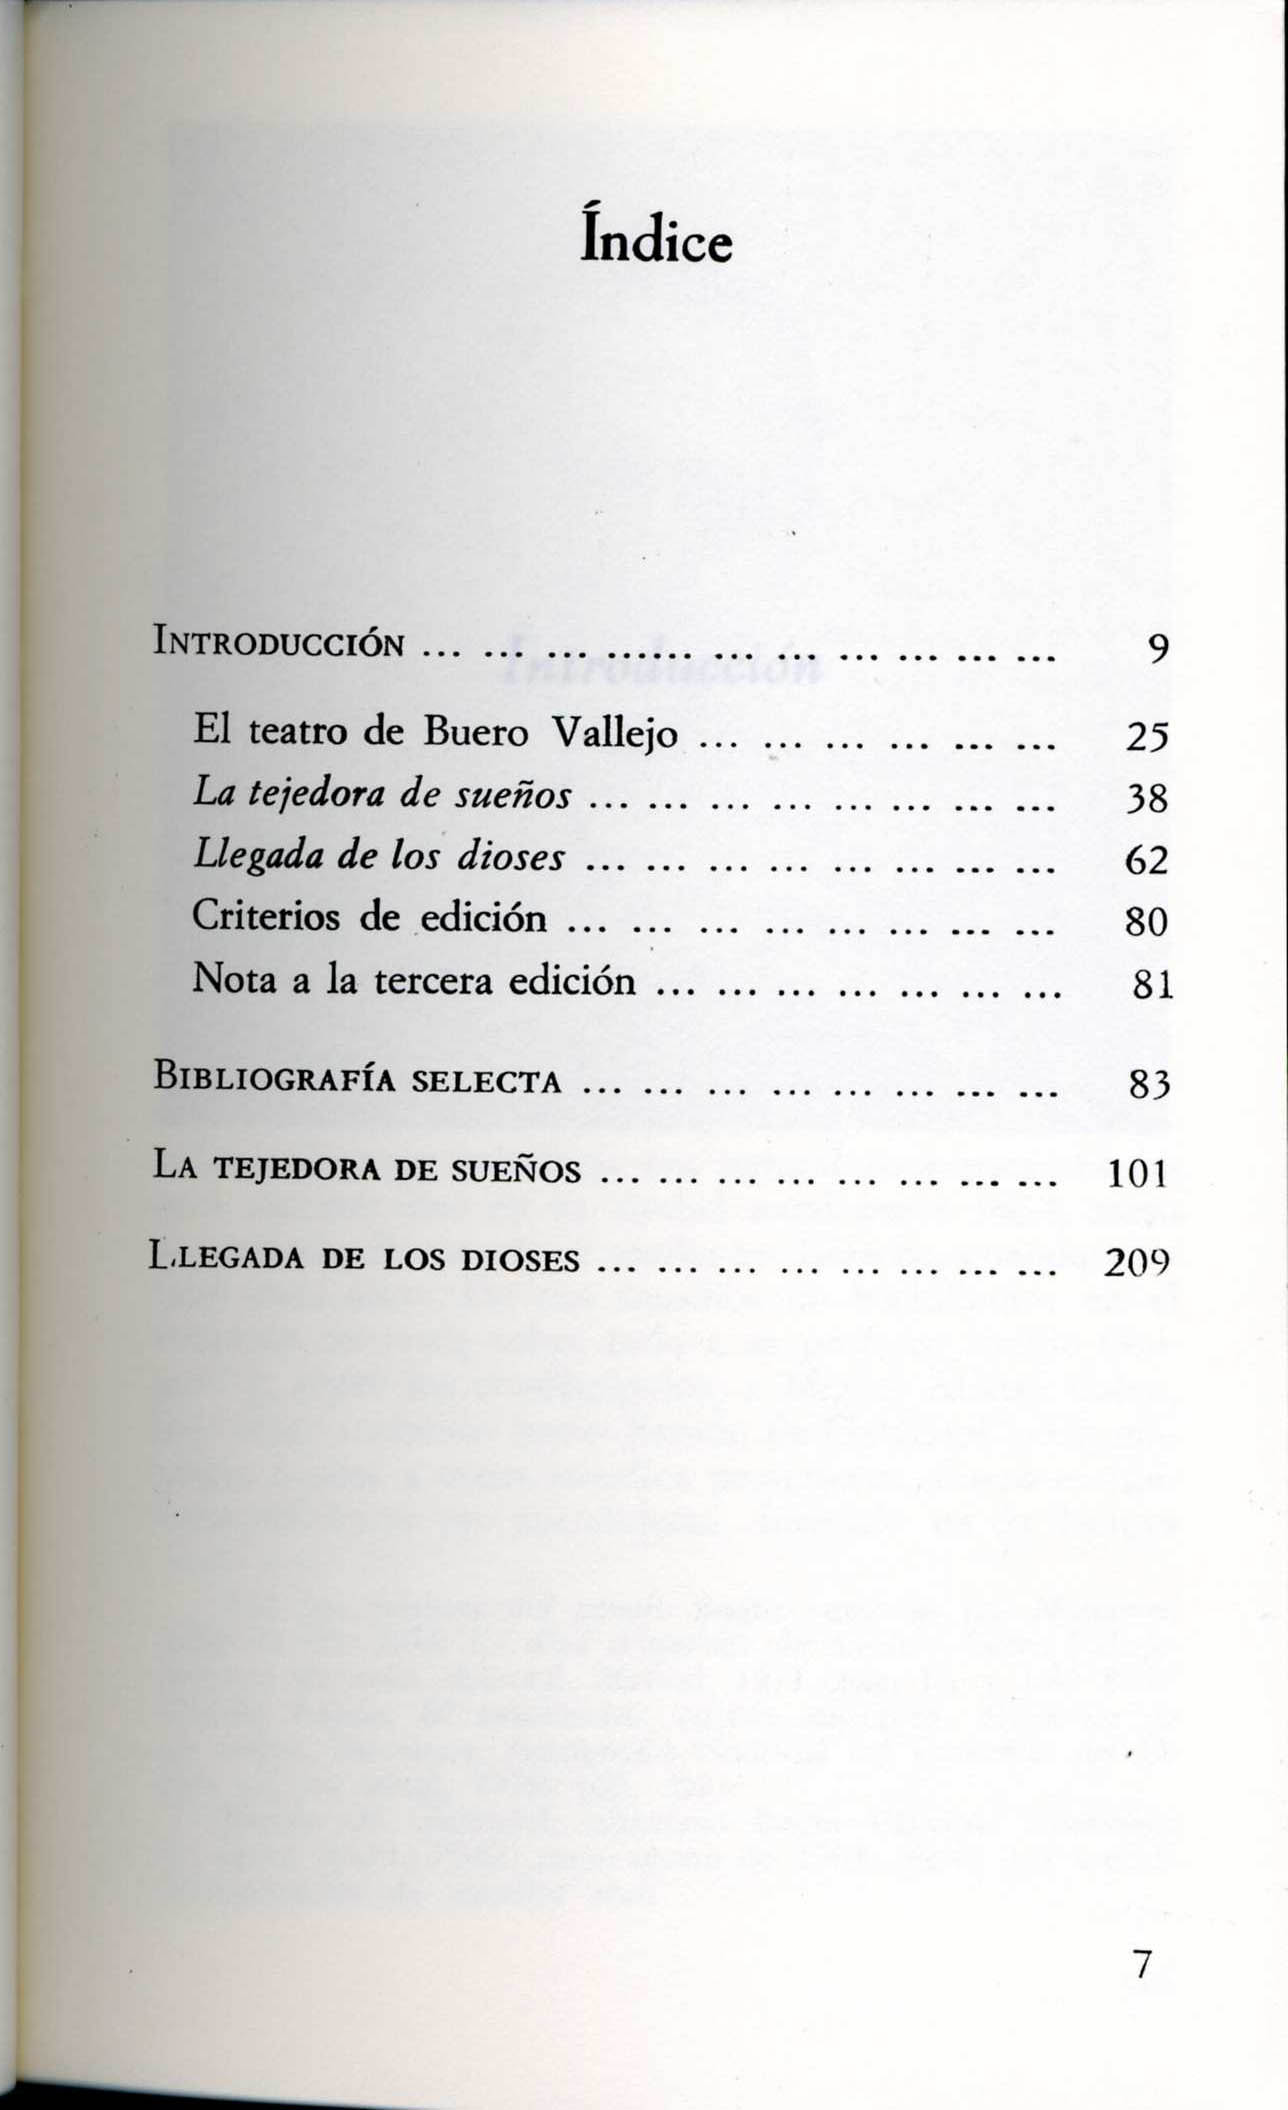 Índice
INTRODUCCIÓN ... ... ... ... ... ... ... ... ... ... ... 9
El teatro de Buero Vallejo ... ... ... ... ... ... 25
La tejedora de sueños ... ... ... ... ... ... ... ... 38
Llegada de los dioses ... ... ... ... ... ... ... ... 62
Criterios de edición ... ... ... ... ... ... ... ... 80
Nota a la tercera edición ... ... ... ... ... ... ... 81
BIBLIOGRAFÍA SELECTA ... ... ... ... ... ... ... ... 83
LA TEJEDORA DE SUEÑOS ... ... ... ... ... ... ... ... 101
LLEGADA DE LOS DIOSES ... ... ... ... ... ... ... ... 209
7